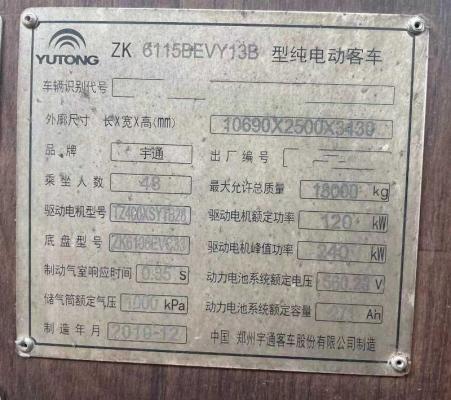 YUTONG ZK 6115BEVY13B 型纯电动客车
车辆识别代号
外廓尺寸 长X宽X高(mm) 10690X2500X3430
品牌 宇通 出厂编号
乘坐人数 48 最大允许总质量 18000 kg
驱动电机型号 TZ400XSYTB28 驱动电机额定功率 120 kW
底盘型号 ZK6106EVC33 驱动电机峰值功率 240 kW
制动气室响应时间 0.35 S 动力电池系统额定电压 V
储气筒额定气压 1000 kPa 动力电池系统额定容量 271 Ah
制造年月 2019-12 中国 郑州宇通客车股份有限公司制造